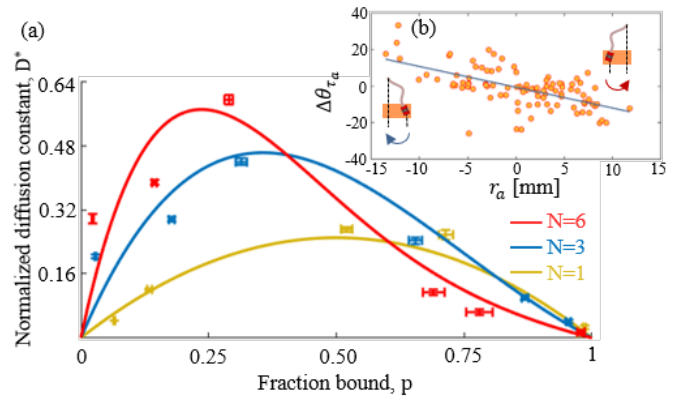 (a)
Normalized diffusion constant, D*
0.64
0.48
0.32
0.16
0
0.25
0.50
0.75
1
Fraction bound, p
N=6
N=3
N=1
(b)
Δθτₐ
40
20
0
-20
-40
-15
-10
-5
0
5
10
15
rₐ [mm]